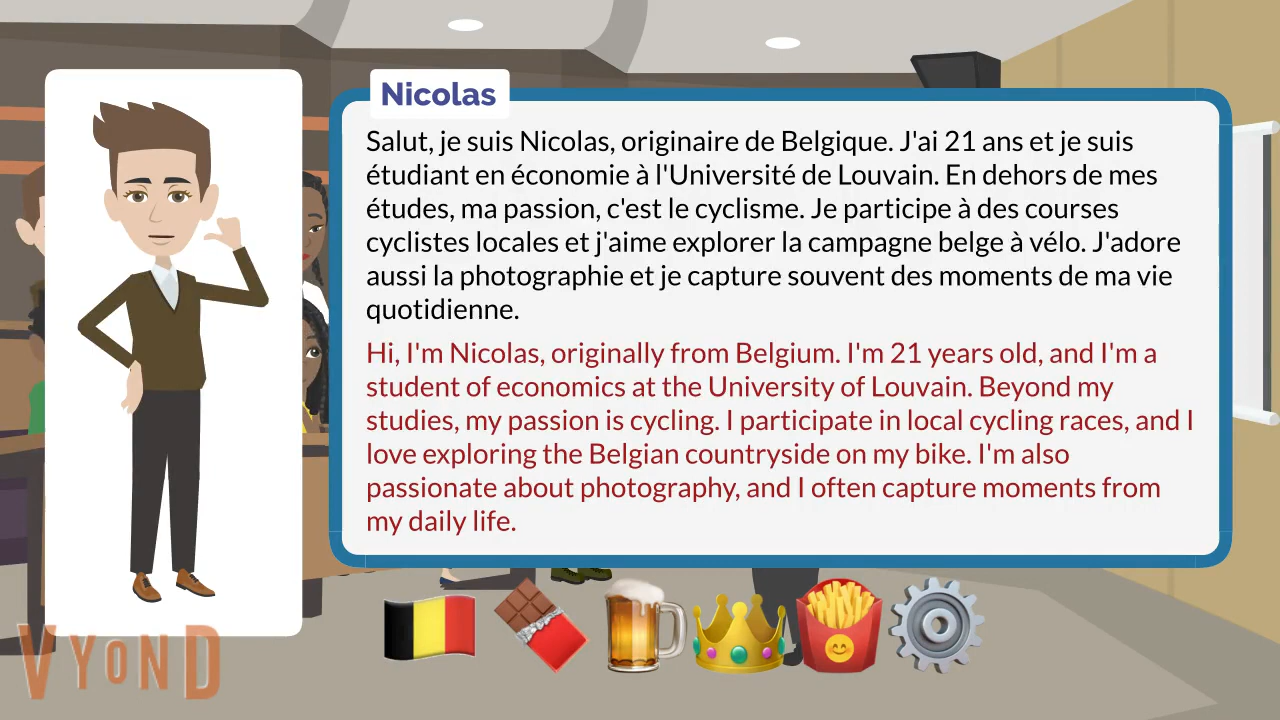 Nicolas
Salut, je suis Nicolas, originaire de Belgique. J'ai 21 ans et je suis
étudiant en économie à l'Université de Louvain. En dehors de mes
études, ma passion, c'est le cyclisme. Je participe à des courses
cyclistes locales et j'aime explorer la campagne belge à vélo. J'adore
aussi la photographie et je capture souvent des moments de ma vie
quotidienne.
Hi, I'm Nicolas, originally from Belgium. I'm 21 years old, and I'm a
student of economics at the University of Louvain. Beyond my
studies, my passion is cycling. I participate in local cycling races, and I
love exploring the Belgian countryside on my bike. I'm also
passionate about photography, and I often capture moments from
my daily life.
VYOND